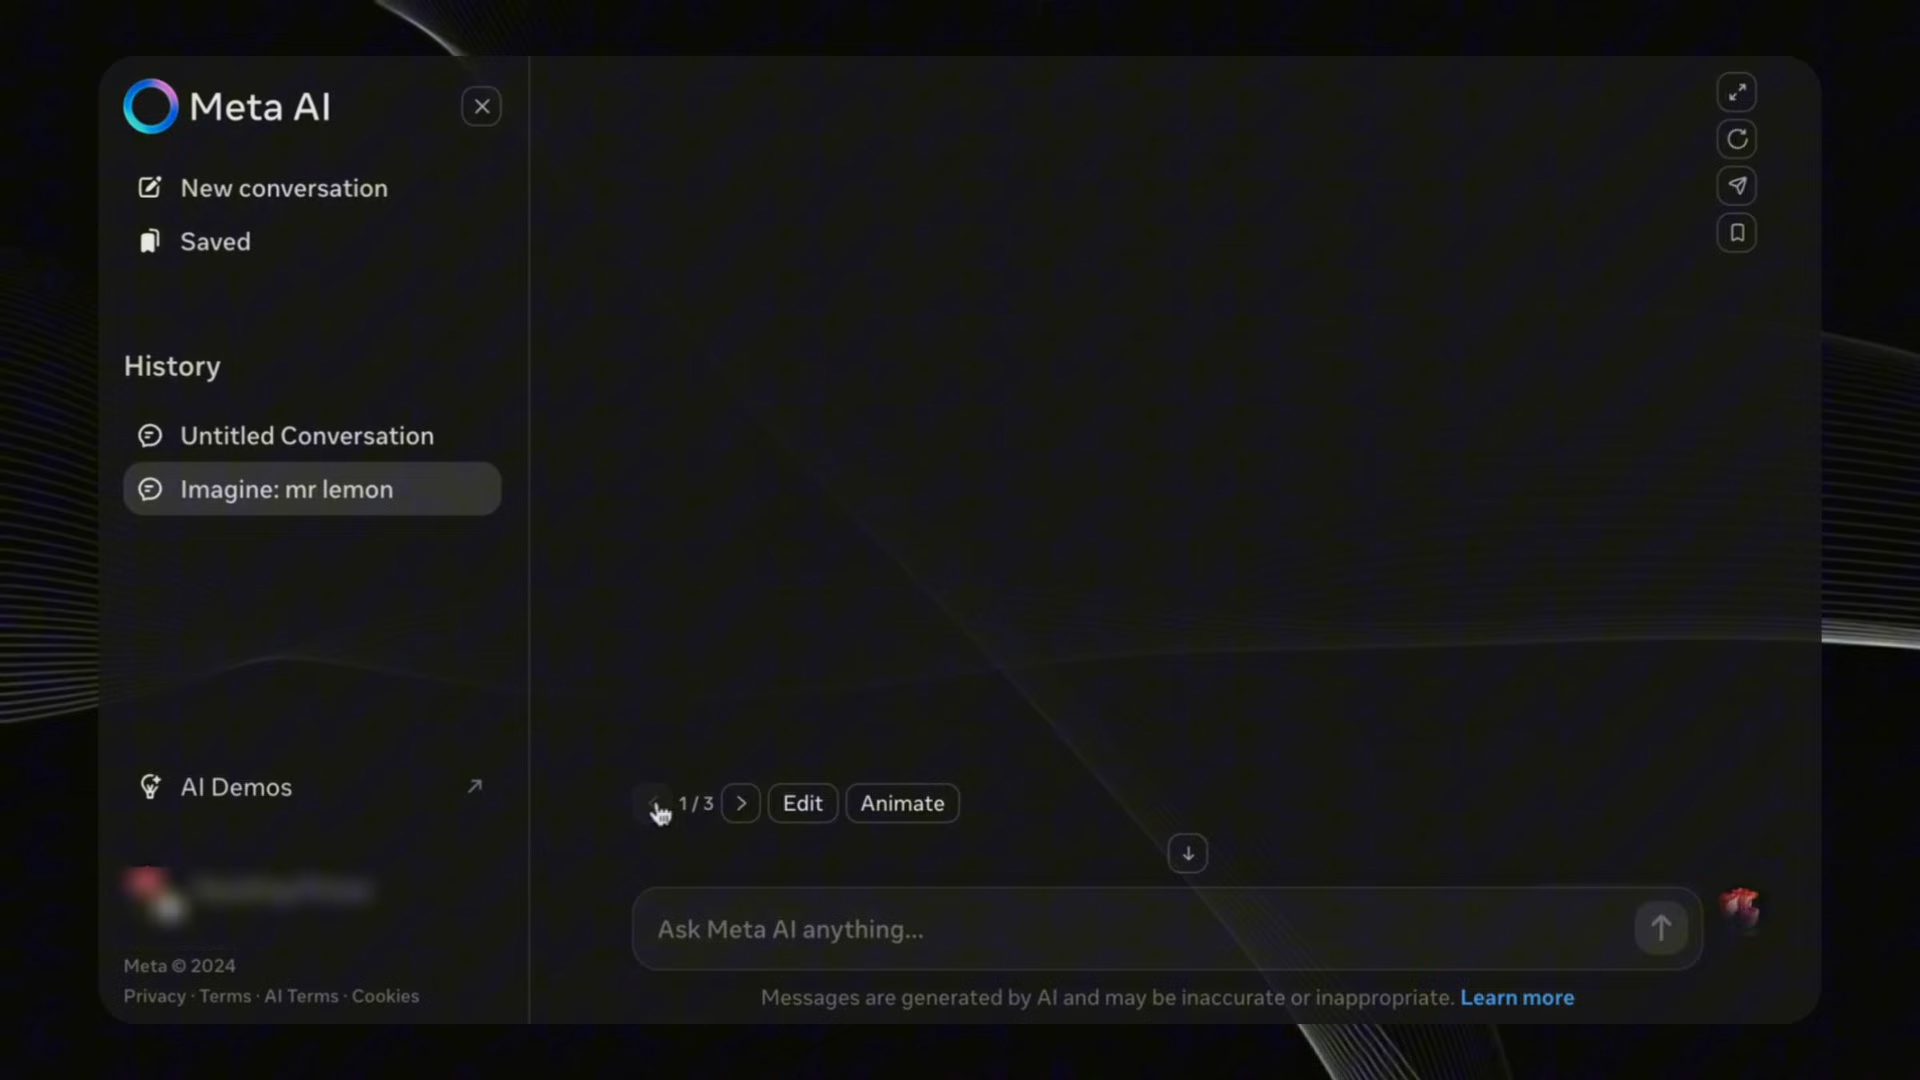 Meta AI
New conversation
Saved
History
Untitled Conversation
Imagine: mr lemon
AI Demos
Meta © 2024
Privacy · Terms · AI Terms · Cookies
1 / 3
Edit
Animate
Ask Meta AI anything...
Messages are generated by AI and may be inaccurate or inappropriate. Learn more